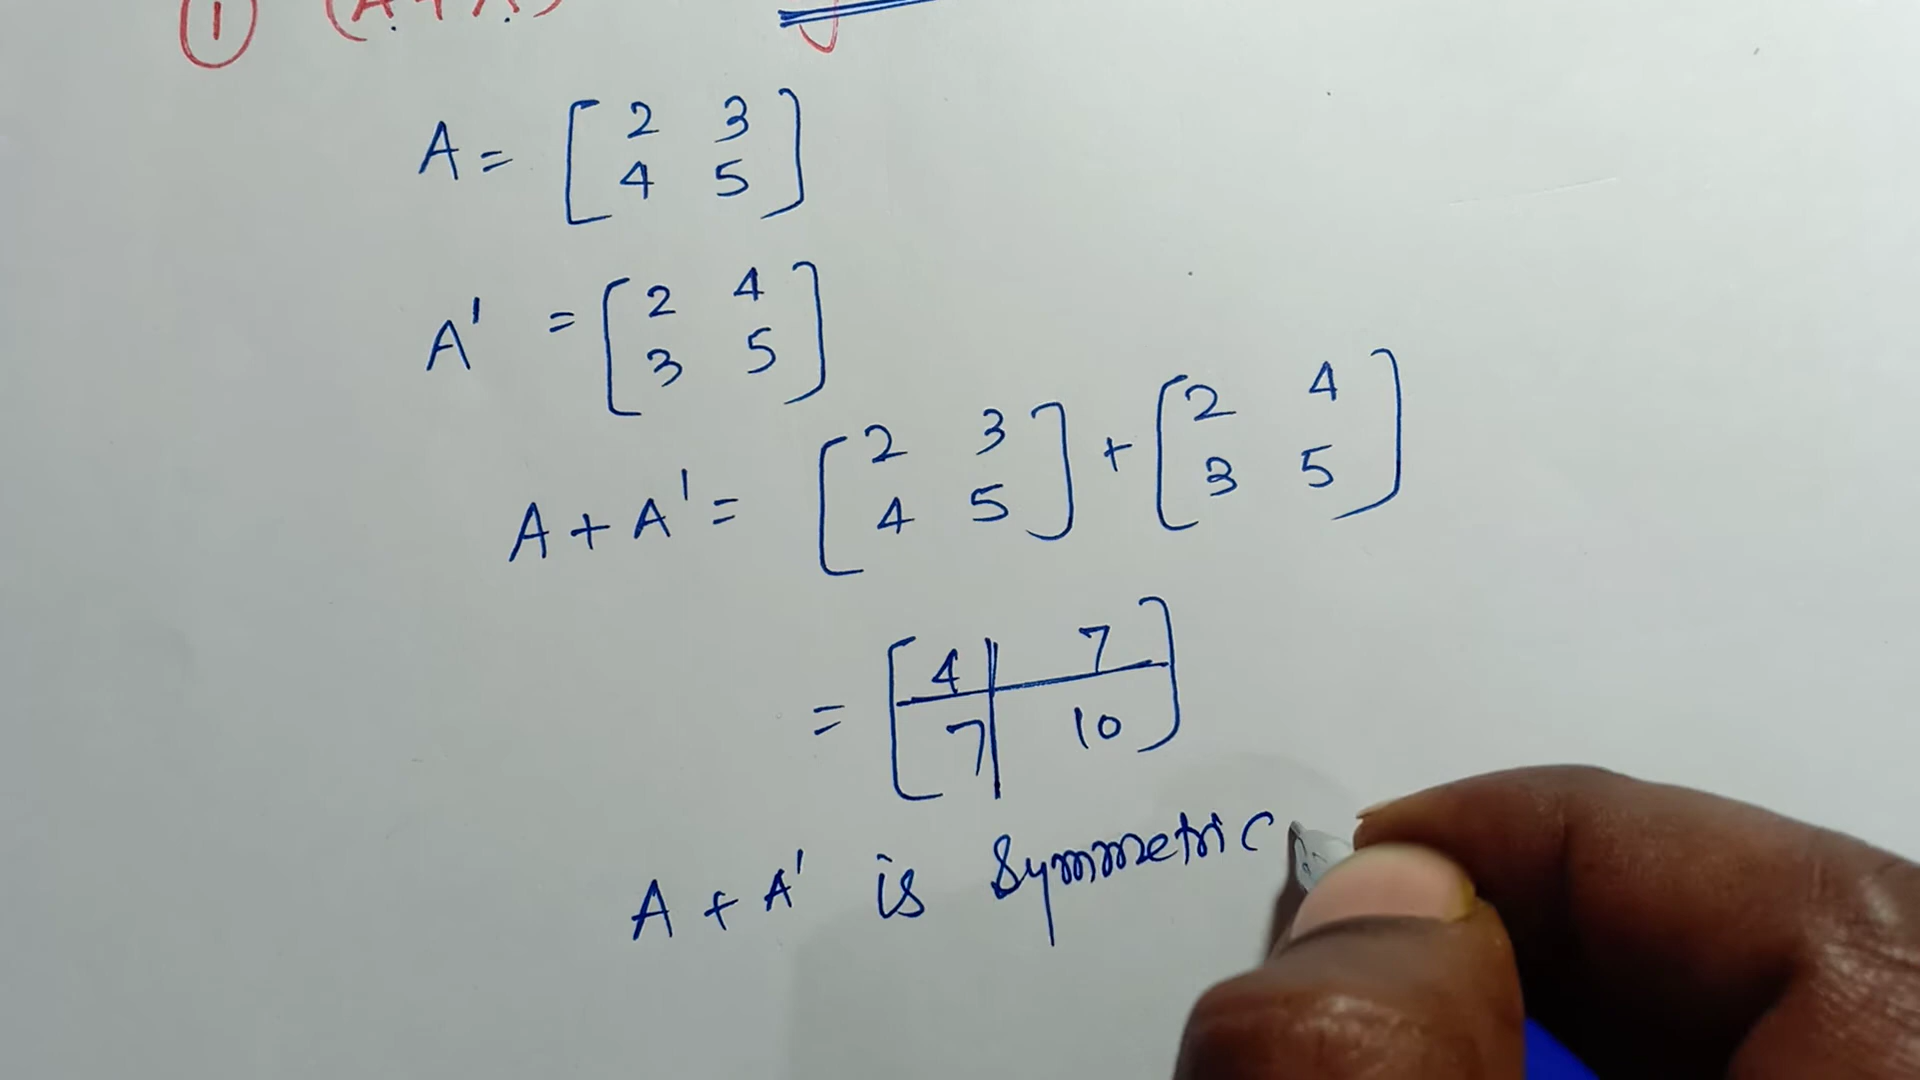 ① (A + A')
A = [ 2 3
4 5 ]
A' = [ 2 4
3 5 ]
A + A' = [ 2 3
4 5 ] + [ 2 4
3 5 ]
= [ 4 7
7 10 ]
A + A' is Symmetric